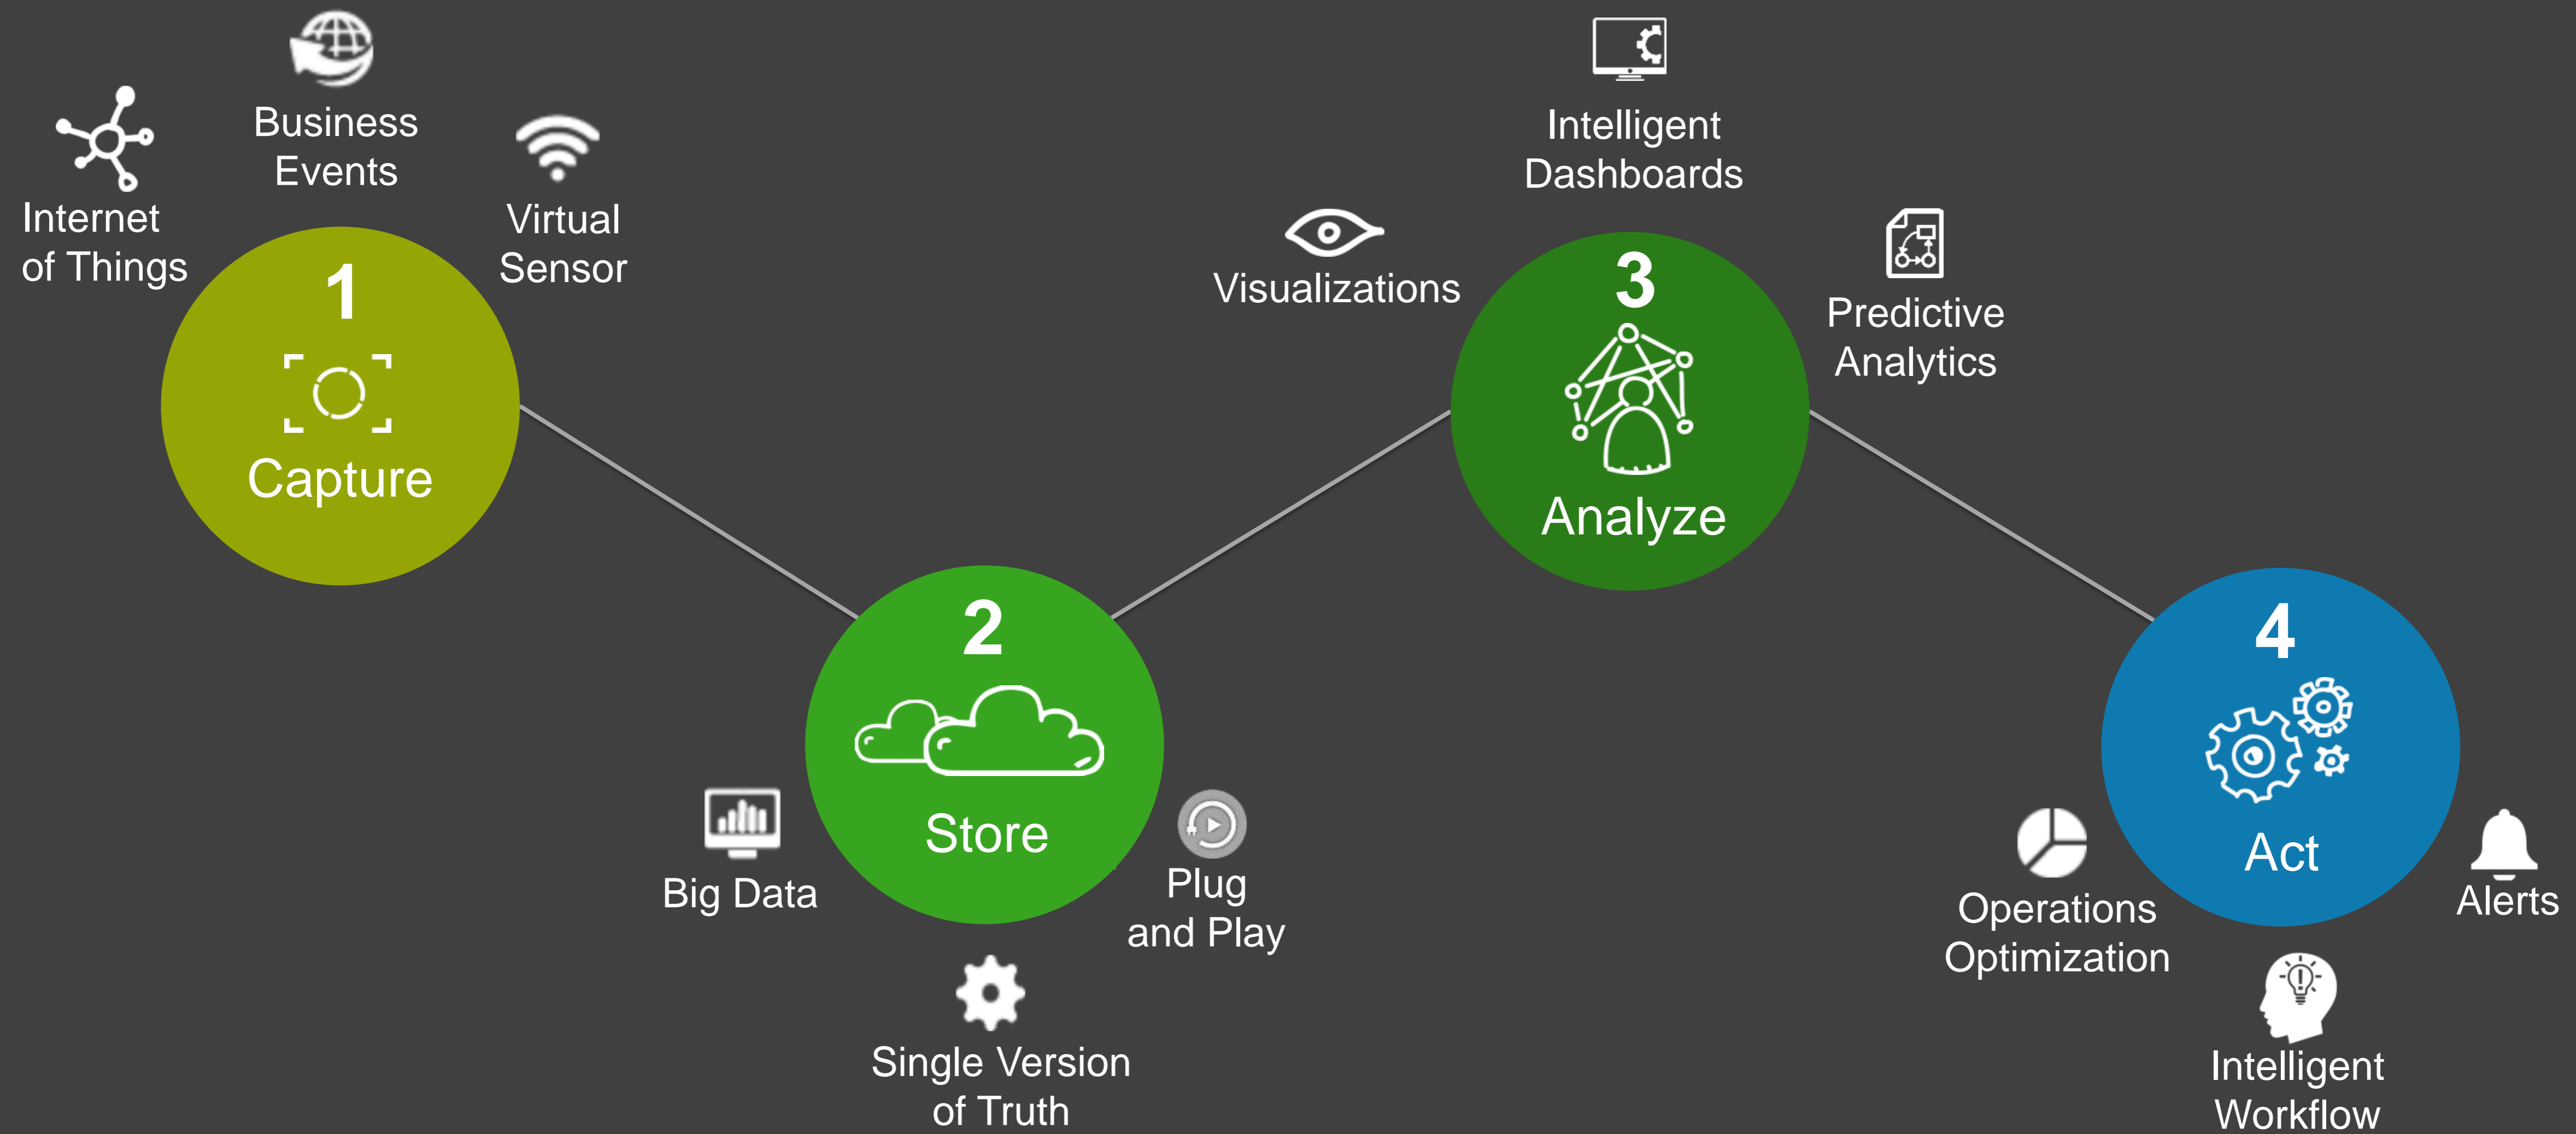 Business
Events
Internet
of Things
Virtual
Sensor
1
Capture
2
Store
Big Data
Plug
and Play
Single Version
of Truth
Intelligent
Dashboards
Visualizations
Predictive
Analytics
3
Analyze
4
Act
Operations
Optimization
Alerts
Intelligent
Workflow